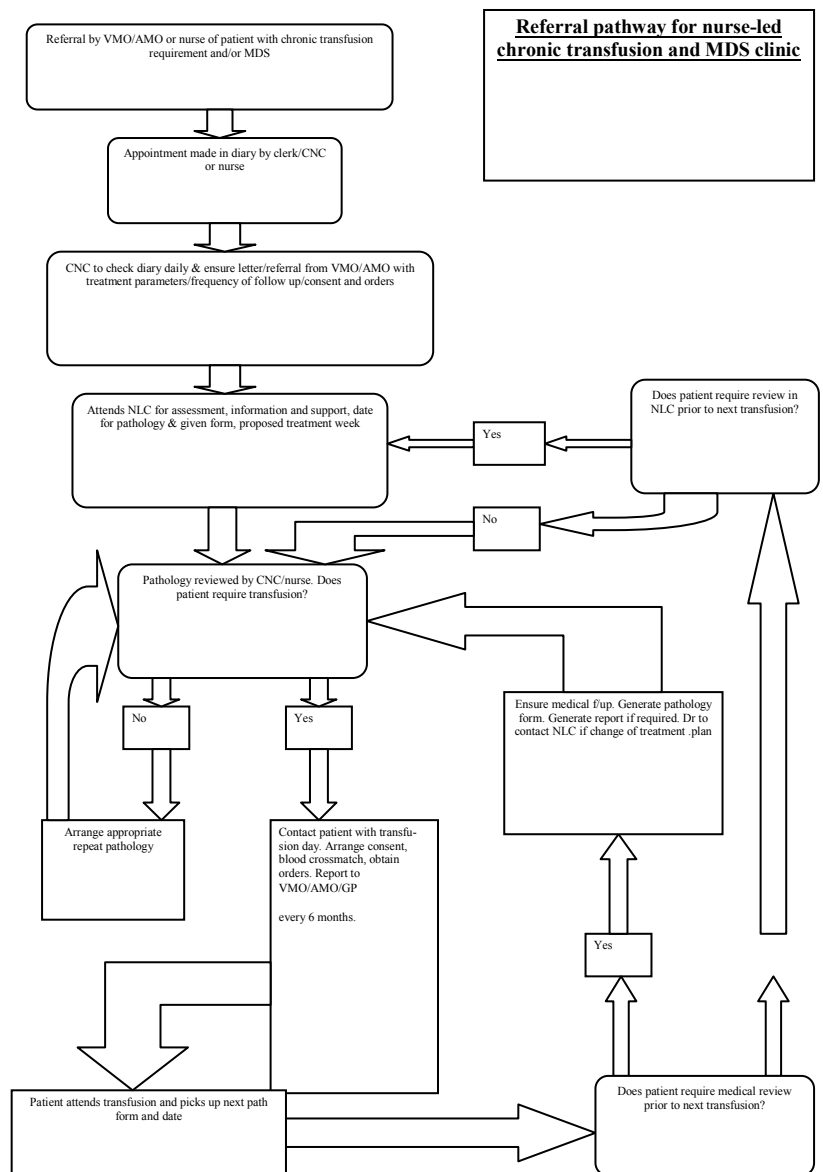 Referral pathway for nurse-led
chronic transfusion and MDS clinic
Referral by VMO/AMO or nurse of patient with chronic transfusion
requirement and/or MDS
Appointment made in diary by clerk/CNC
or nurse
CNC to check diary daily & ensure letter/referral from VMO/AMO with
treatment parameters/frequency of follow up/consent and orders
Attends NLC for assessment, information and support, date
for pathology & given form, proposed treatment week
Does patient require review in
NLC prior to next transfusion?
Yes
No
Pathology reviewed by CNC/nurse. Does
patient require transfusion?
No
Yes
Ensure medical f/up. Generate pathology
form. Generate report if required. Dr to
contact NLC if change of treatment .plan
Arrange appropriate
repeat pathology
Contact patient with transfu-
sion day. Arrange consent,
blood crossmatch, obtain
orders. Report to
VMO/AMO/GP
every 6 months.
Yes
Patient attends transfusion and picks up next path
form and date
Does patient require medical review
prior to next transfusion?